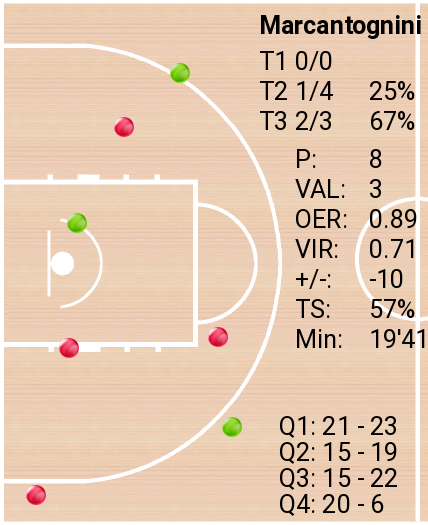 Marcantognini
T1 0/0
T2 1/4 25%
T3 2/3 67%
P: 8
VAL: 3
OER: 0.89
VIR: 0.71
+/-: -10
TS: 57%
Min: 19'41
Q1: 21 - 23
Q2: 15 - 19
Q3: 15 - 22
Q4: 20 - 6